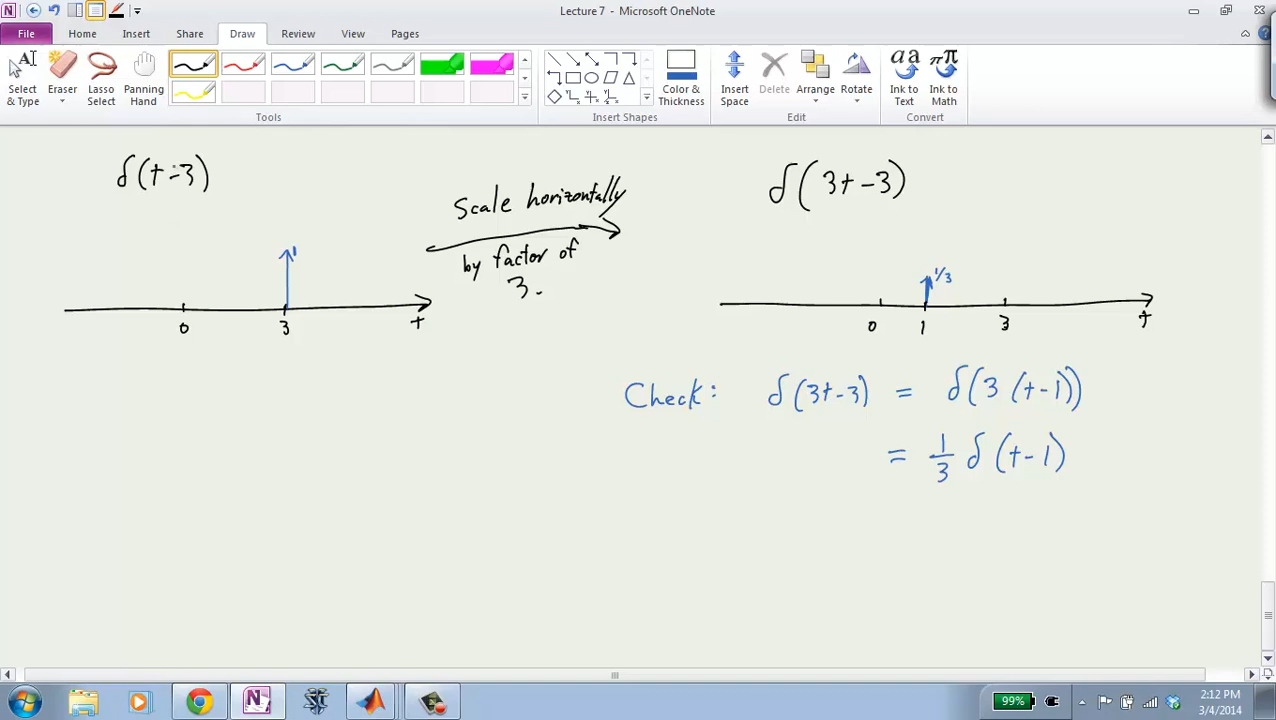 Lecture 7 - Microsoft OneNote
File Home Insert Share Draw Review View Pages
Select & Type
Eraser
Lasso Select
Panning Hand
Color & Thickness
Insert Space
Delete
Arrange
Rotate
Ink to Text
Ink to Math
Tools
Insert Shapes
Edit
Convert
δ(t-3)
Scale horizontally
by factor of
3.
δ(3t-3)
1
0 3 t
1/3
0 1 3 t
Check: δ(3t-3) = δ(3(t-1))
= 1/3 δ(t-1)
99%
2:12 PM
3/4/2014